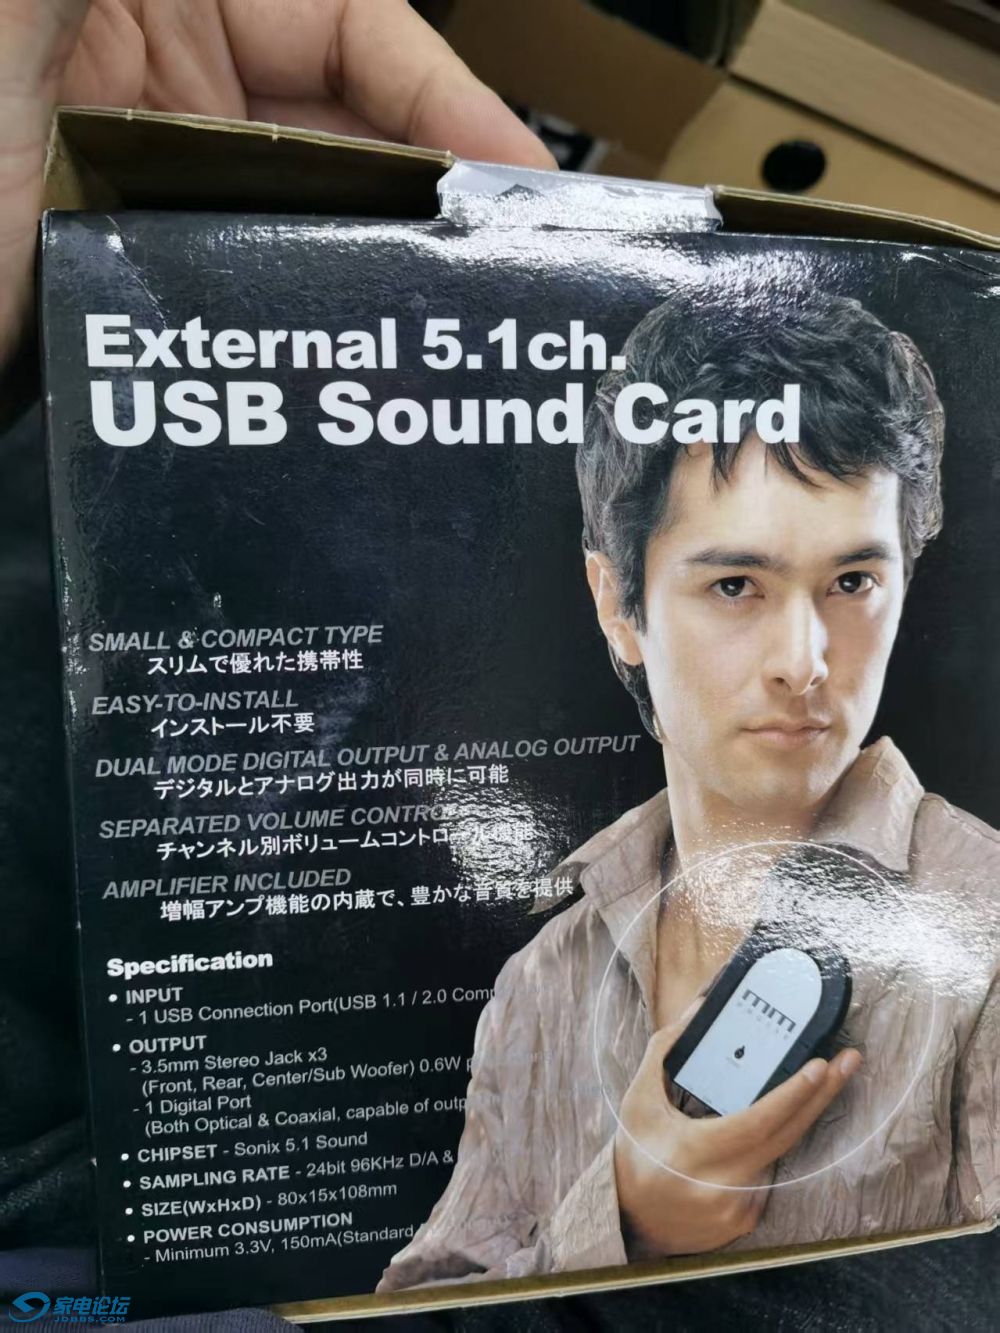 External 5.1ch.
USB Sound Card
SMALL & COMPACT TYPE
スリムで優れた携帯性
EASY-TO-INSTALL
インストール不要
DUAL MODE DIGITAL OUTPUT & ANALOG OUTPUT
デジタルとアナログ出力が同時に可能
SEPARATED VOLUME CONTROL
チャンネル別ボリュームコントロール機能
AMPLIFIER INCLUDED
増幅アンプ機能の内蔵で、豊かな音質を提供
Specification
• INPUT
- 1 USB Connection Port(USB 1.1 / 2.0
• OUTPUT
- 3.5mm Stereo Jack x3
(Front, Rear, Center/Sub Woofer) 0.6W
- 1 Digital Port
(Both Optical & Coaxial, capable of
• CHIPSET - Sonix 5.1 Sound
• SAMPLING RATE - 24bit 96KHz D/A &
• SIZE(WxHxD) - 80x15x108mm
• POWER CONSUMPTION
- Minimum 3.3V, 150mA(Standard
家电论坛
JDBBS.COM